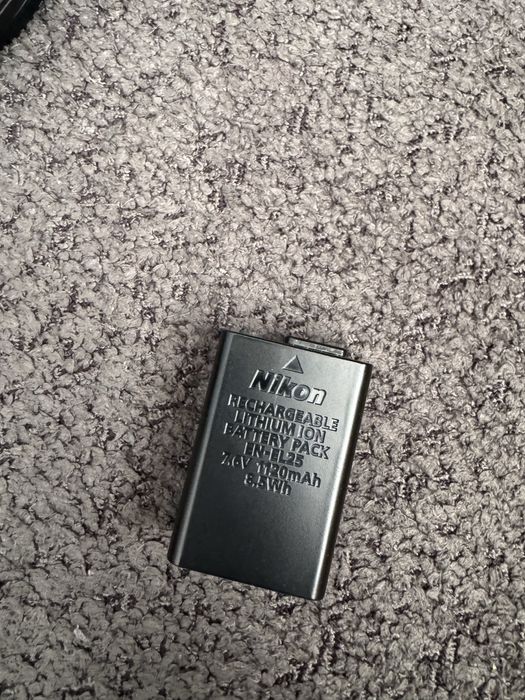 Nikon
RECHARGEABLE
LITHIUM ION
BATTERY PACK
EN-EL25
7.6V 1120mAh
8.5Wh